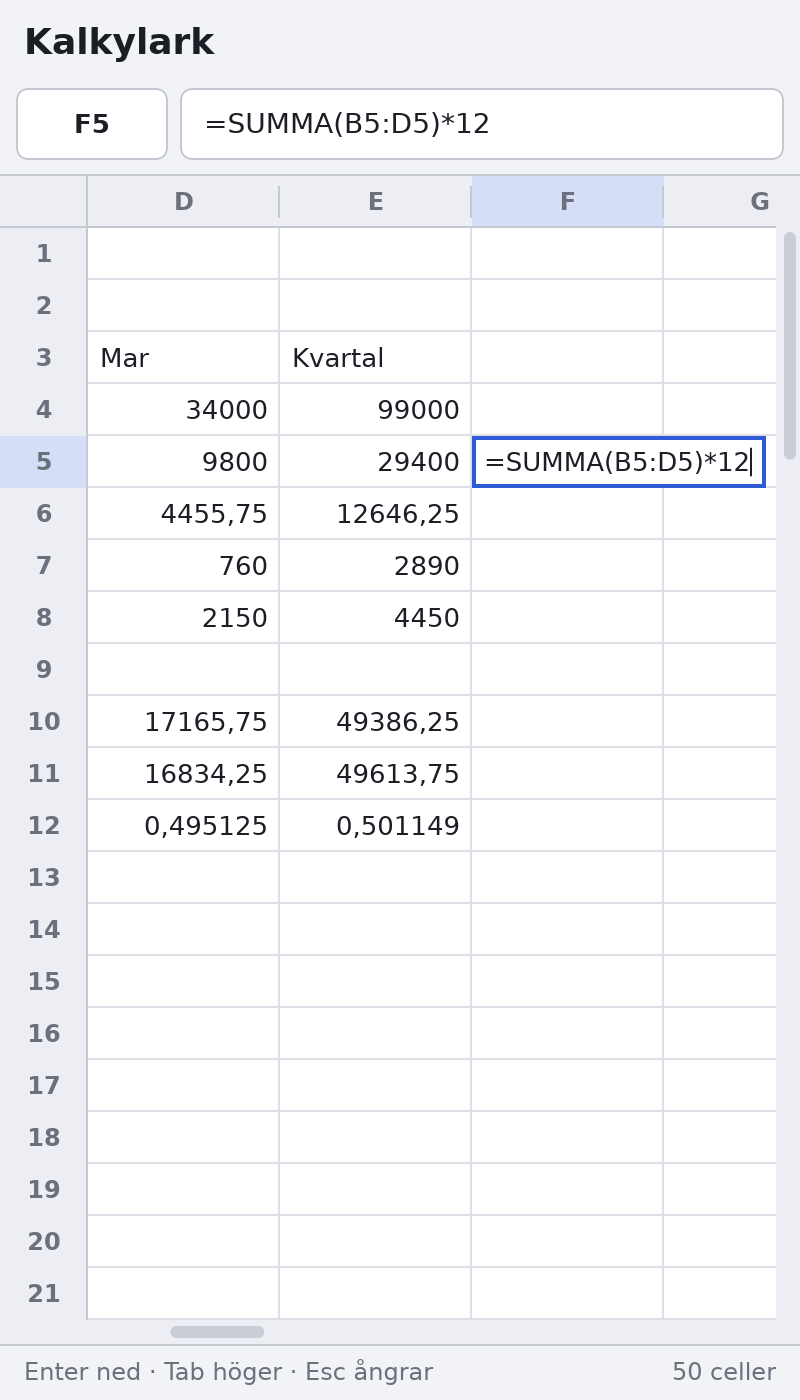 Kalkylark
F5 =SUMMA(B5:D5)*12
D E F G
1
2
3 Mar Kvartal
4 34000 99000
5 9800 29400 =SUMMA(B5:D5)*12
6 4455,75 12646,25
7 760 2890
8 2150 4450
9
10 17165,75 49386,25
11 16834,25 49613,75
12 0,495125 0,501149
13
14
15
16
17
18
19
20
21
Enter ned · Tab höger · Esc ångrar 50 celler